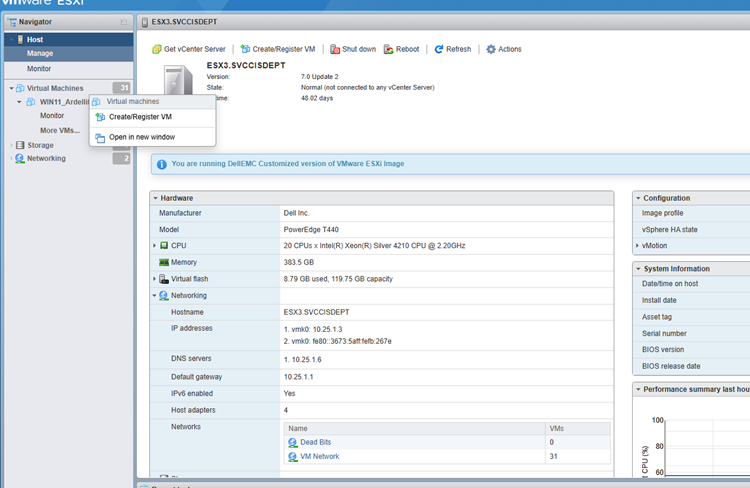 vmware ESXi
Navigator
ESX3.SVCCISDEPT
Host
Manage
Monitor
Virtual Machines 31
WIN11_Ardelli
Monitor
More VMs...
Storage
Networking 2
Virtual machines
Create/Register VM
Open in new window
Get vCenter Server Create/Register VM Shut down Reboot Refresh Actions
ESX3.SVCCISDEPT
Version: 7.0 Update 2
State: Normal (not connected to any vCenter Server)
time: 48.02 days
You are running DellEMC Customized version of VMware ESXi Image
Hardware
Manufacturer Dell Inc.
Model PowerEdge T440
CPU 20 CPUs x Intel(R) Xeon(R) Silver 4210 CPU @ 2.20GHz
Memory 383.5 GB
Virtual flash 8.79 GB used, 119.75 GB capacity
Networking
Hostname ESX3.SVCCISDEPT
IP addresses 1. vmk0: 10.25.1.3
2. vmk0: fe80::3673:5aff:fefb:267e
DNS servers 1. 10.25.1.6
Default gateway 10.25.1.1
IPv6 enabled Yes
Host adapters 4
Networks Name VMs
Dead Bits 0
VM Network 31
Configuration
Image profile
vSphere HA state
vMotion
System Information
Date/time on host
Install date
Asset tag
Serial number
BIOS version
BIOS release date
Performance summary last hou
100
80
60
CPU (%)